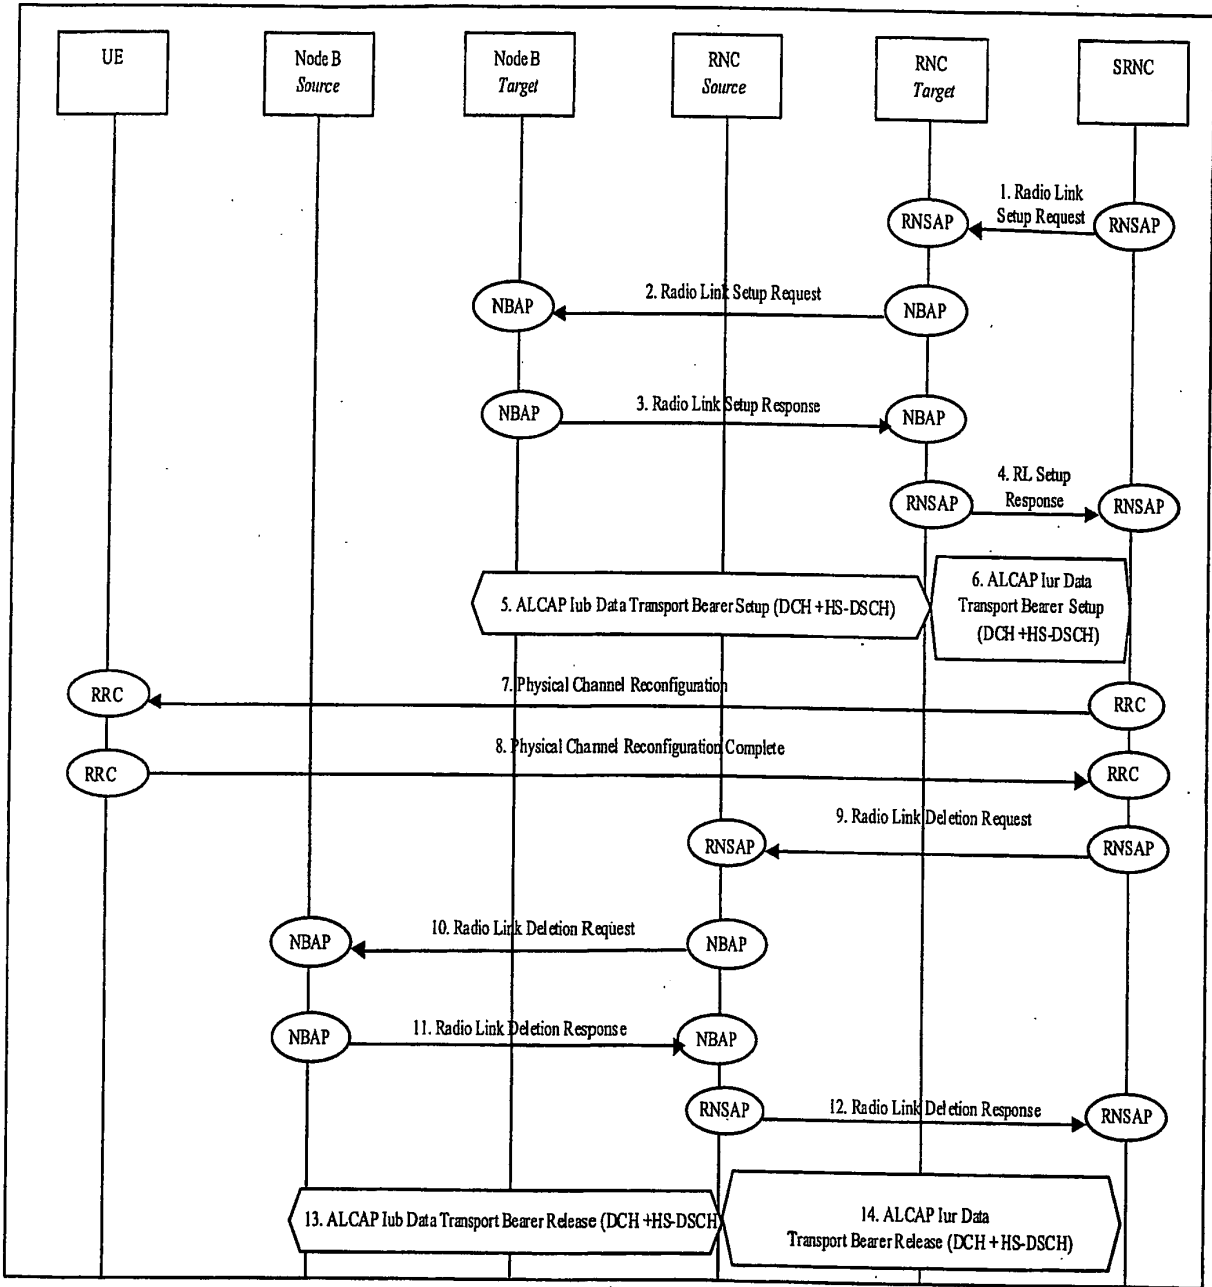 UE
Node B
Source
Node B
Target
RNC
Source
RNC
Target
SRNC
1. Radio Link
Setup Request
RNSAP
RNSAP
2. Radio Link Setup Request
NBAP
NBAP
3. Radio Link Setup Response
NBAP
NBAP
4. RL Setup
Response
RNSAP
RNSAP
5. ALCAP Iub Data Transport Bearer Setup (DCH +HS-DSCH)
6. ALCAP Iur Data
Transport Bearer Setup
(DCH +HS-DSCH)
7. Physical Channel Reconfiguration
RRC
RRC
8. Physical Channel Reconfiguration Complete
RRC
RRC
9. Radio Link Deletion Request
RNSAP
RNSAP
10. Radio Link Deletion Request
NBAP
NBAP
11. Radio Link Deletion Response
NBAP
NBAP
RNSAP
12. Radio Link Deletion Response
RNSAP
13. ALCAP Iub Data Transport Bearer Release (DCH +HS-DSCH
14. ALCAP Iur Data
Transport Bearer Release (DCH + HS-DSCH)